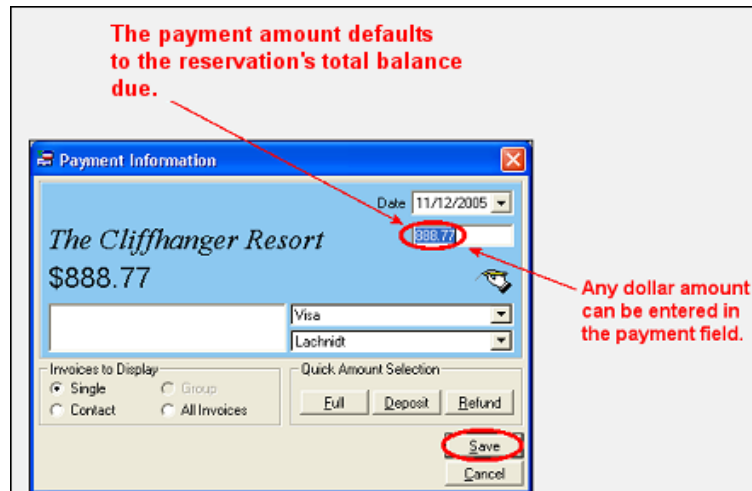 The payment amount defaults
to the reservation's total balance
due.
Payment Information
Date 11/12/2005
888.77
The Cliffhanger Resort
$888.77
Any dollar amount
can be entered in
the payment field.
Visa
Lachnidt
Invoices to Display
Quick Amount Selection
Single Group
Full Deposit Refund
Contact All Invoices
Save
Cancel